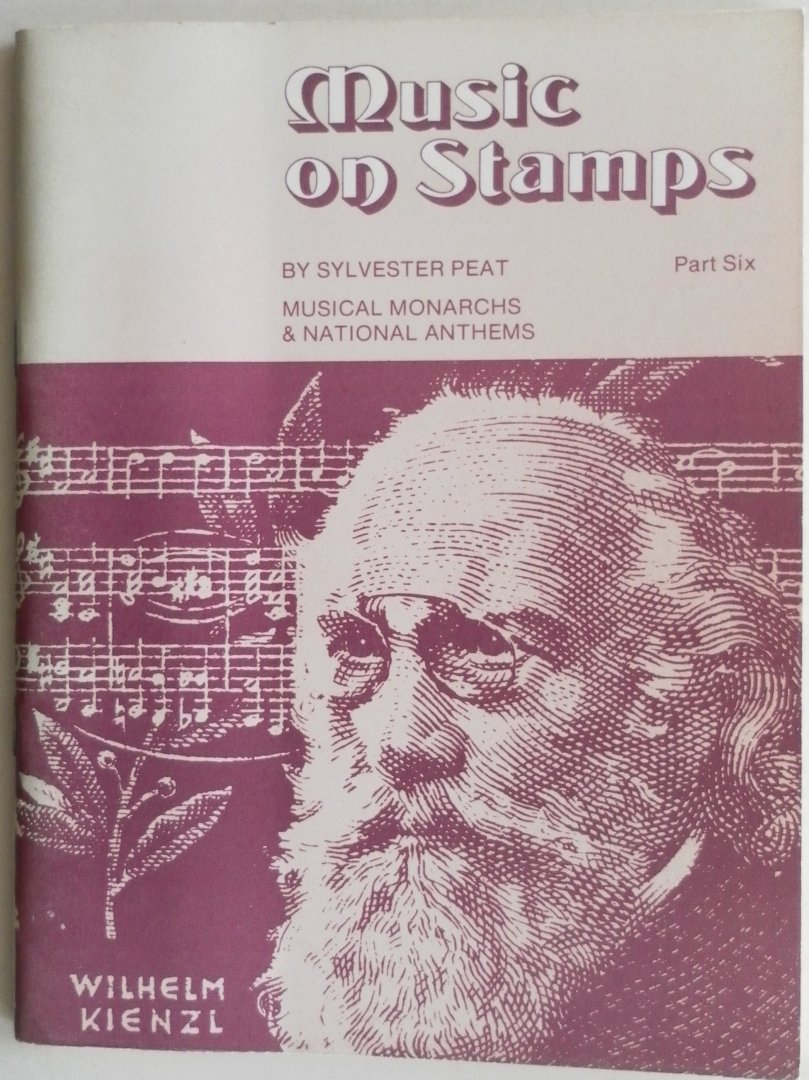 Music
on Stamps
BY SYLVESTER PEAT
Part Six
MUSICAL MONARCHS
& NATIONAL ANTHEMS
WILHELM
KIENZL